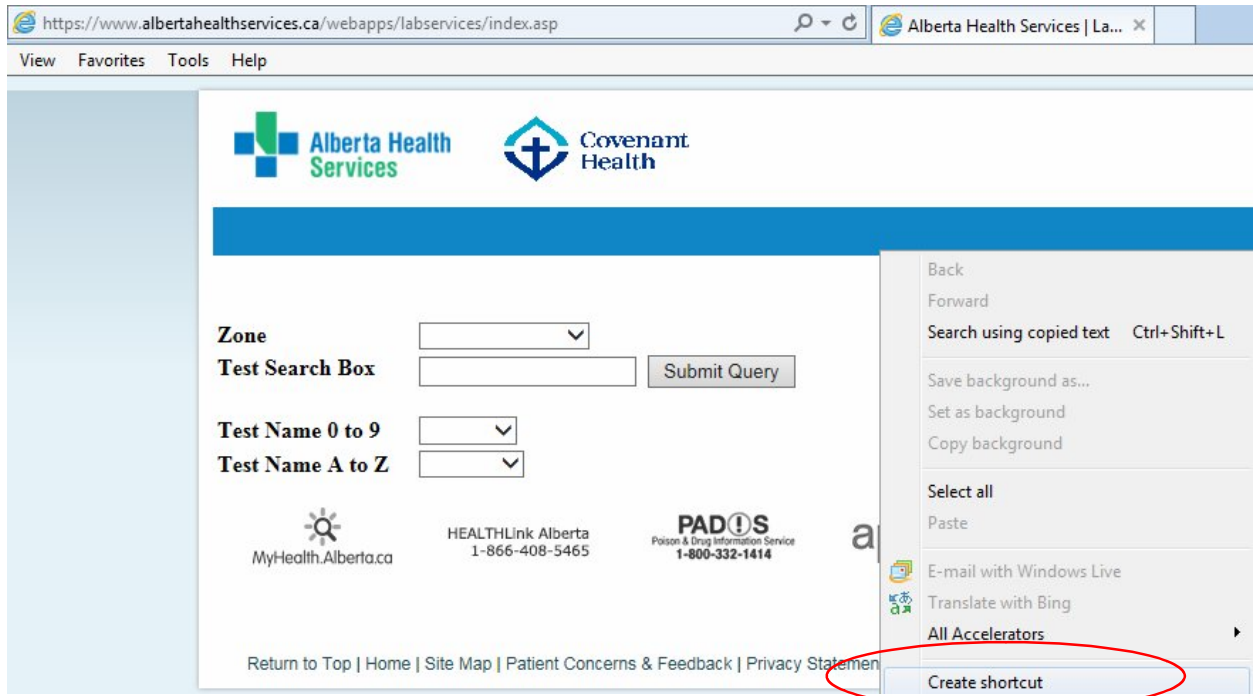 https://www.albertahealthservices.ca/webapps/labservices/index.asp
Alberta Health Services | La...
View Favorites Tools Help
Alberta Health
Services
Covenant
Health
Zone
Test Search Box
Submit Query
Test Name 0 to 9
Test Name A to Z
MyHealth.Alberta.ca
HEALTHLink Alberta
1-866-408-5465
PADIS
Poison & Drug Information Service
1-800-332-1414
Return to Top | Home | Site Map | Patient Concerns & Feedback | Privacy Statemen
Back
Forward
Search using copied text Ctrl+Shift+L
Save background as...
Set as background
Copy background
Select all
Paste
E-mail with Windows Live
Translate with Bing
All Accelerators
Create shortcut